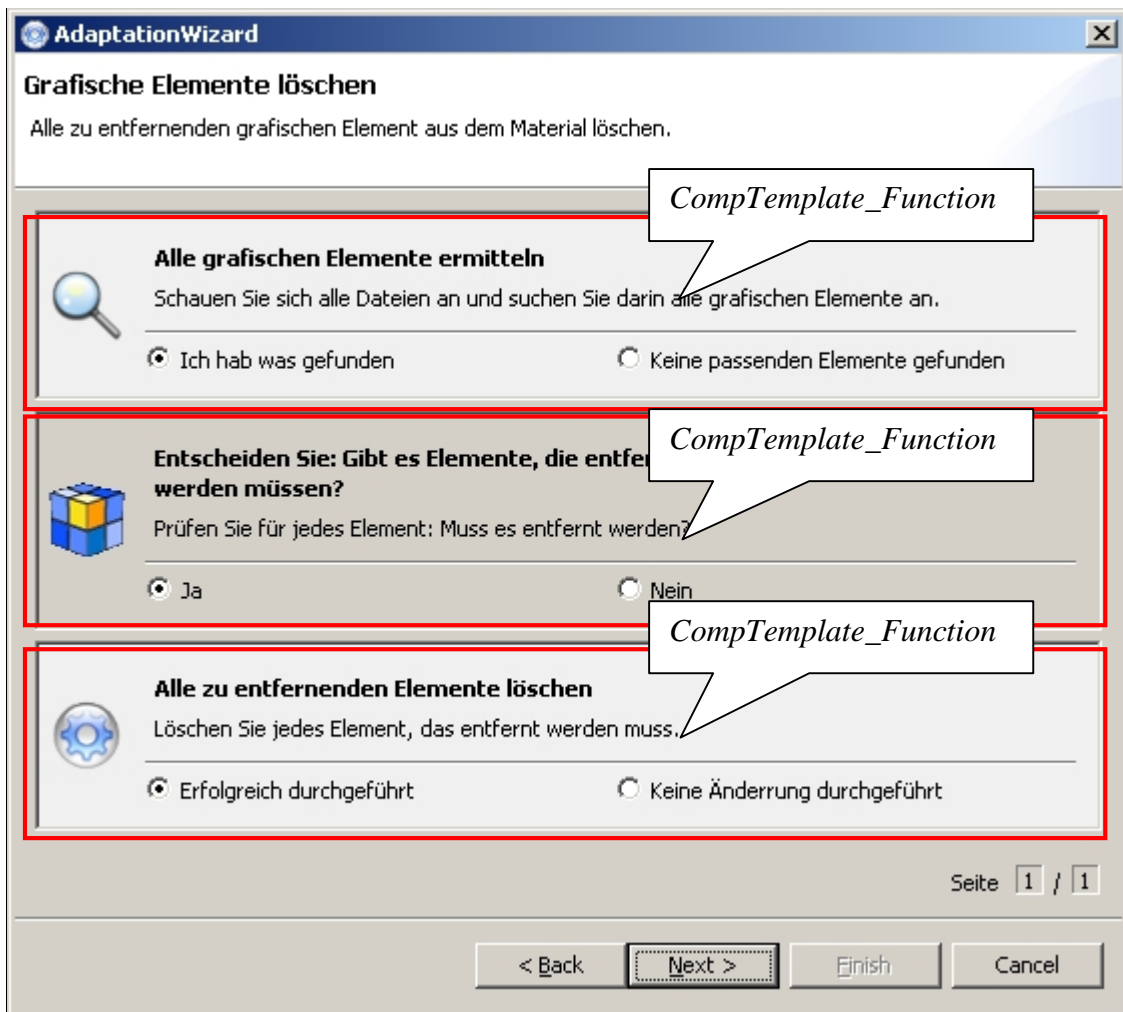 AdaptationWizard
Grafische Elemente löschen
Alle zu entfernenden grafischen Element aus dem Material löschen.
CompTemplate_Function
Alle grafischen Elemente ermitteln
Schauen Sie sich alle Dateien an und suchen Sie darin alle grafischen Elemente an.
Ich hab was gefunden
Keine passenden Elemente gefunden
CompTemplate_Function
Entscheiden Sie: Gibt es Elemente, die
werden müssen?
Prüfen Sie für jedes Element: Muss es entfernt werden?
Ja
Nein
CompTemplate_Function
Alle zu entfernenden Elemente löschen
Löschen Sie jedes Element, das entfernt werden muss.
Erfolgreich durchgeführt
Keine Änderrung durchgeführt
Seite 1 / 1
< Back
Next >
Finish
Cancel